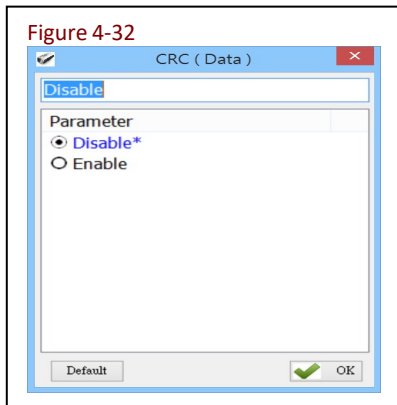 Figure 4-32
CRC ( Data )
Disable
Parameter
Disable*
Enable
Default
OK